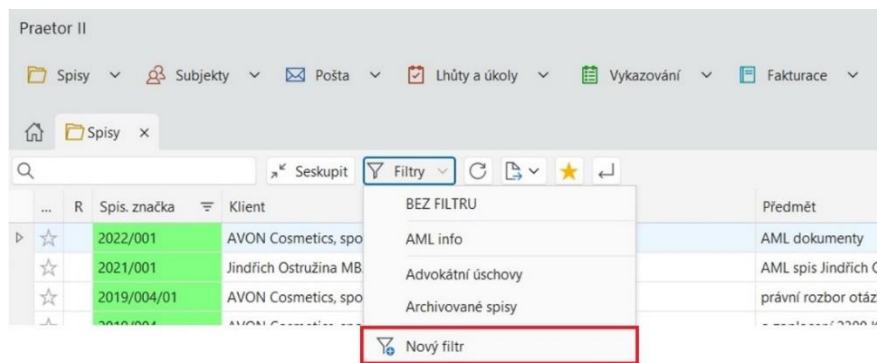 Praetor II
Spisy Subjekty Pošta Lhůty a úkoly Vykazování Fakturace
Spisy ×
Seskupit Filtry
... R Spis. značka Klient Předmět
BEZ FILTRU
2022/001 AVON Cosmetics, spo AML info AML dokumenty
2021/001 Jindřich Ostružina MB Advokátní úschovy AML spis Jindřich
2019/004/01 AVON Cosmetics, spo Archivované spisy právní rozbor otáz
Nový filtr